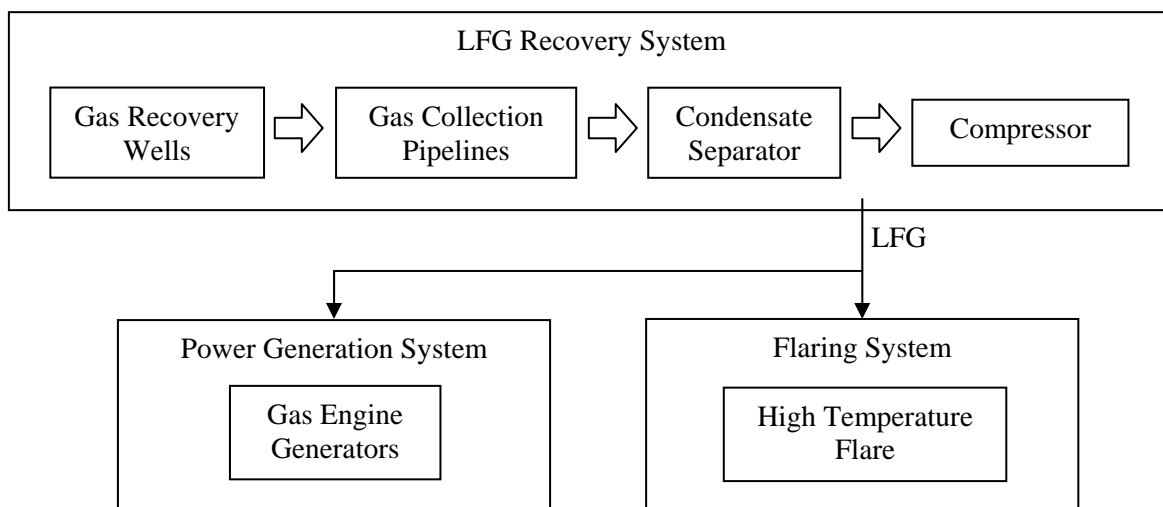 LFG Recovery System
Gas Recovery
Wells
Gas Collection
Pipelines
Condensate
Separator
Compressor
LFG
Power Generation System
Gas Engine
Generators
Flaring System
High Temperature
Flare